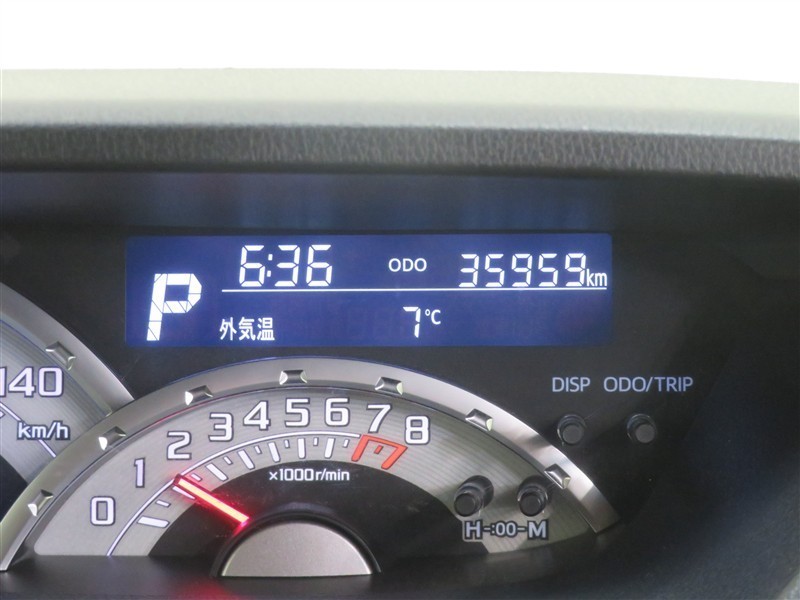 6:36 ODO 35959km
P
外気温 7℃
DISP ODO/TRIP
140
km/h
0 1 2 3 4 5 6 7 8
×1000r/min
H-:00-M